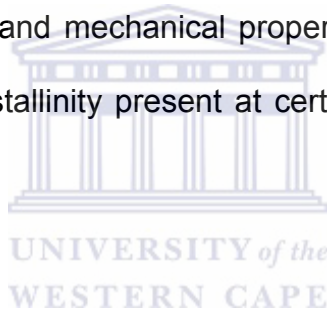 and mechanical proper
stallinity present at cert
UNIVERSITY of the
WESTERN CAPE